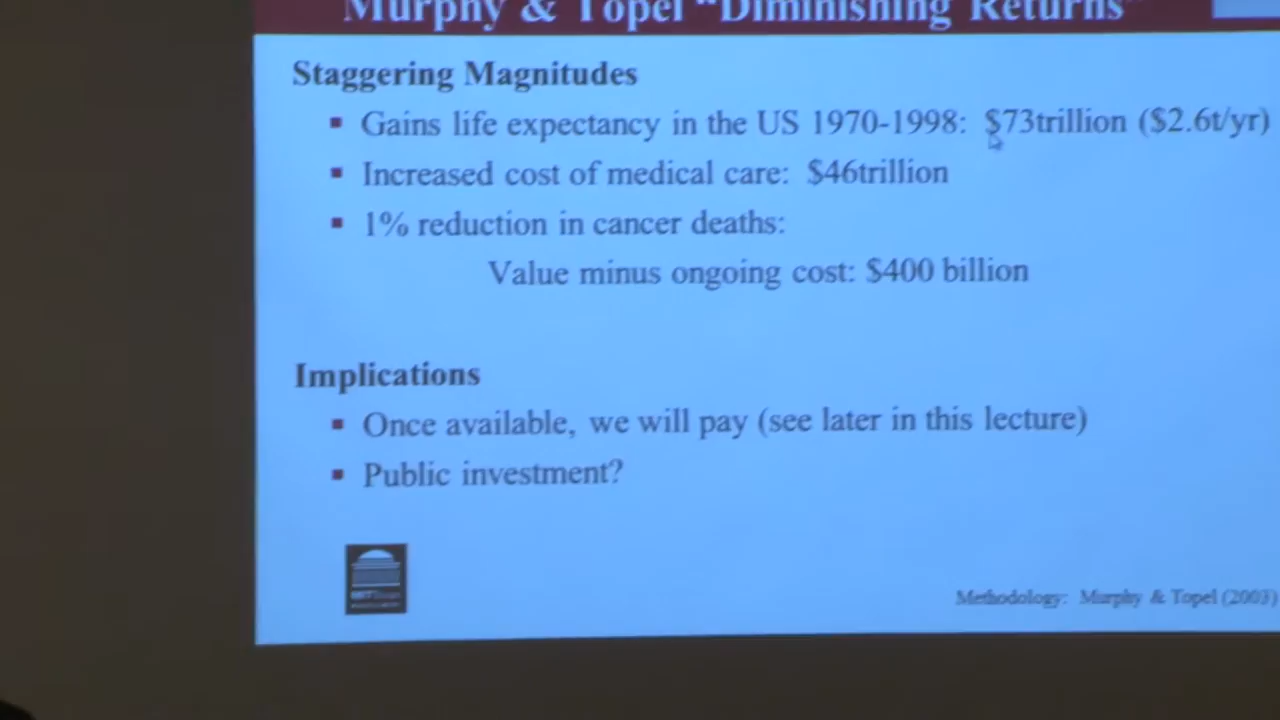 Murphy & Topel "Diminishing Returns"
Staggering Magnitudes
▪ Gains life expectancy in the US 1970-1998: $73trillion ($2.6t/yr)
▪ Increased cost of medical care: $46trillion
▪ 1% reduction in cancer deaths:
Value minus ongoing cost: $400 billion
Implications
▪ Once available, we will pay (see later in this lecture)
▪ Public investment?
Methodology: Murphy & Topel (2003)